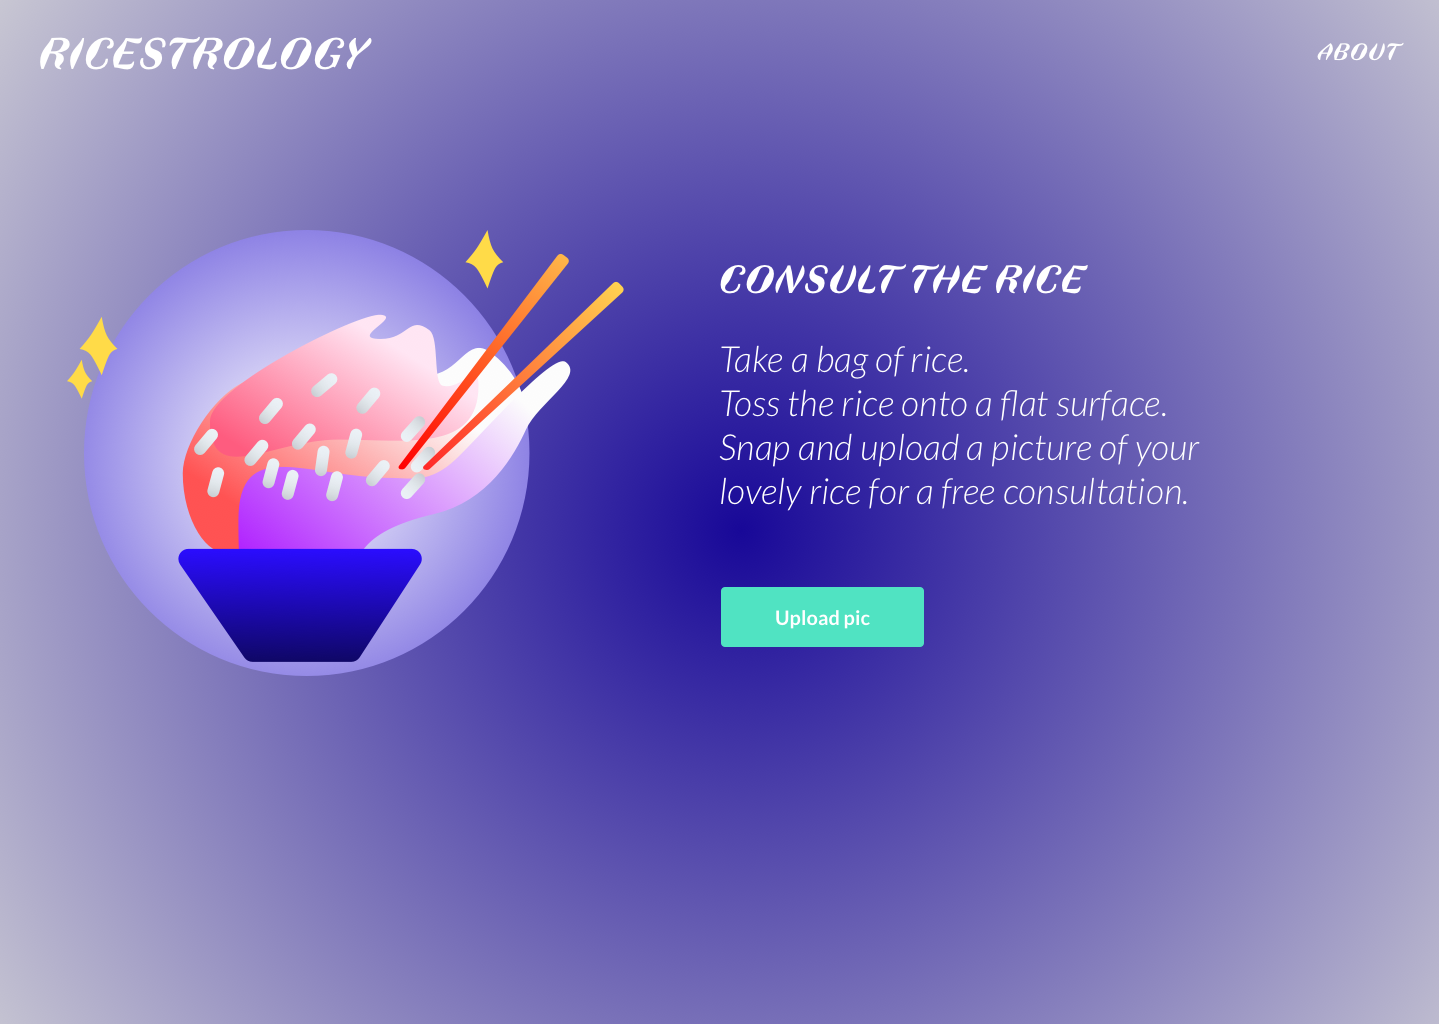 RICESTROLOGY
ABOUT
CONSULT THE RICE
Take a bag of rice.
Toss the rice onto a flat surface.
Snap and upload a picture of your
lovely rice for a free consultation.
Upload pic